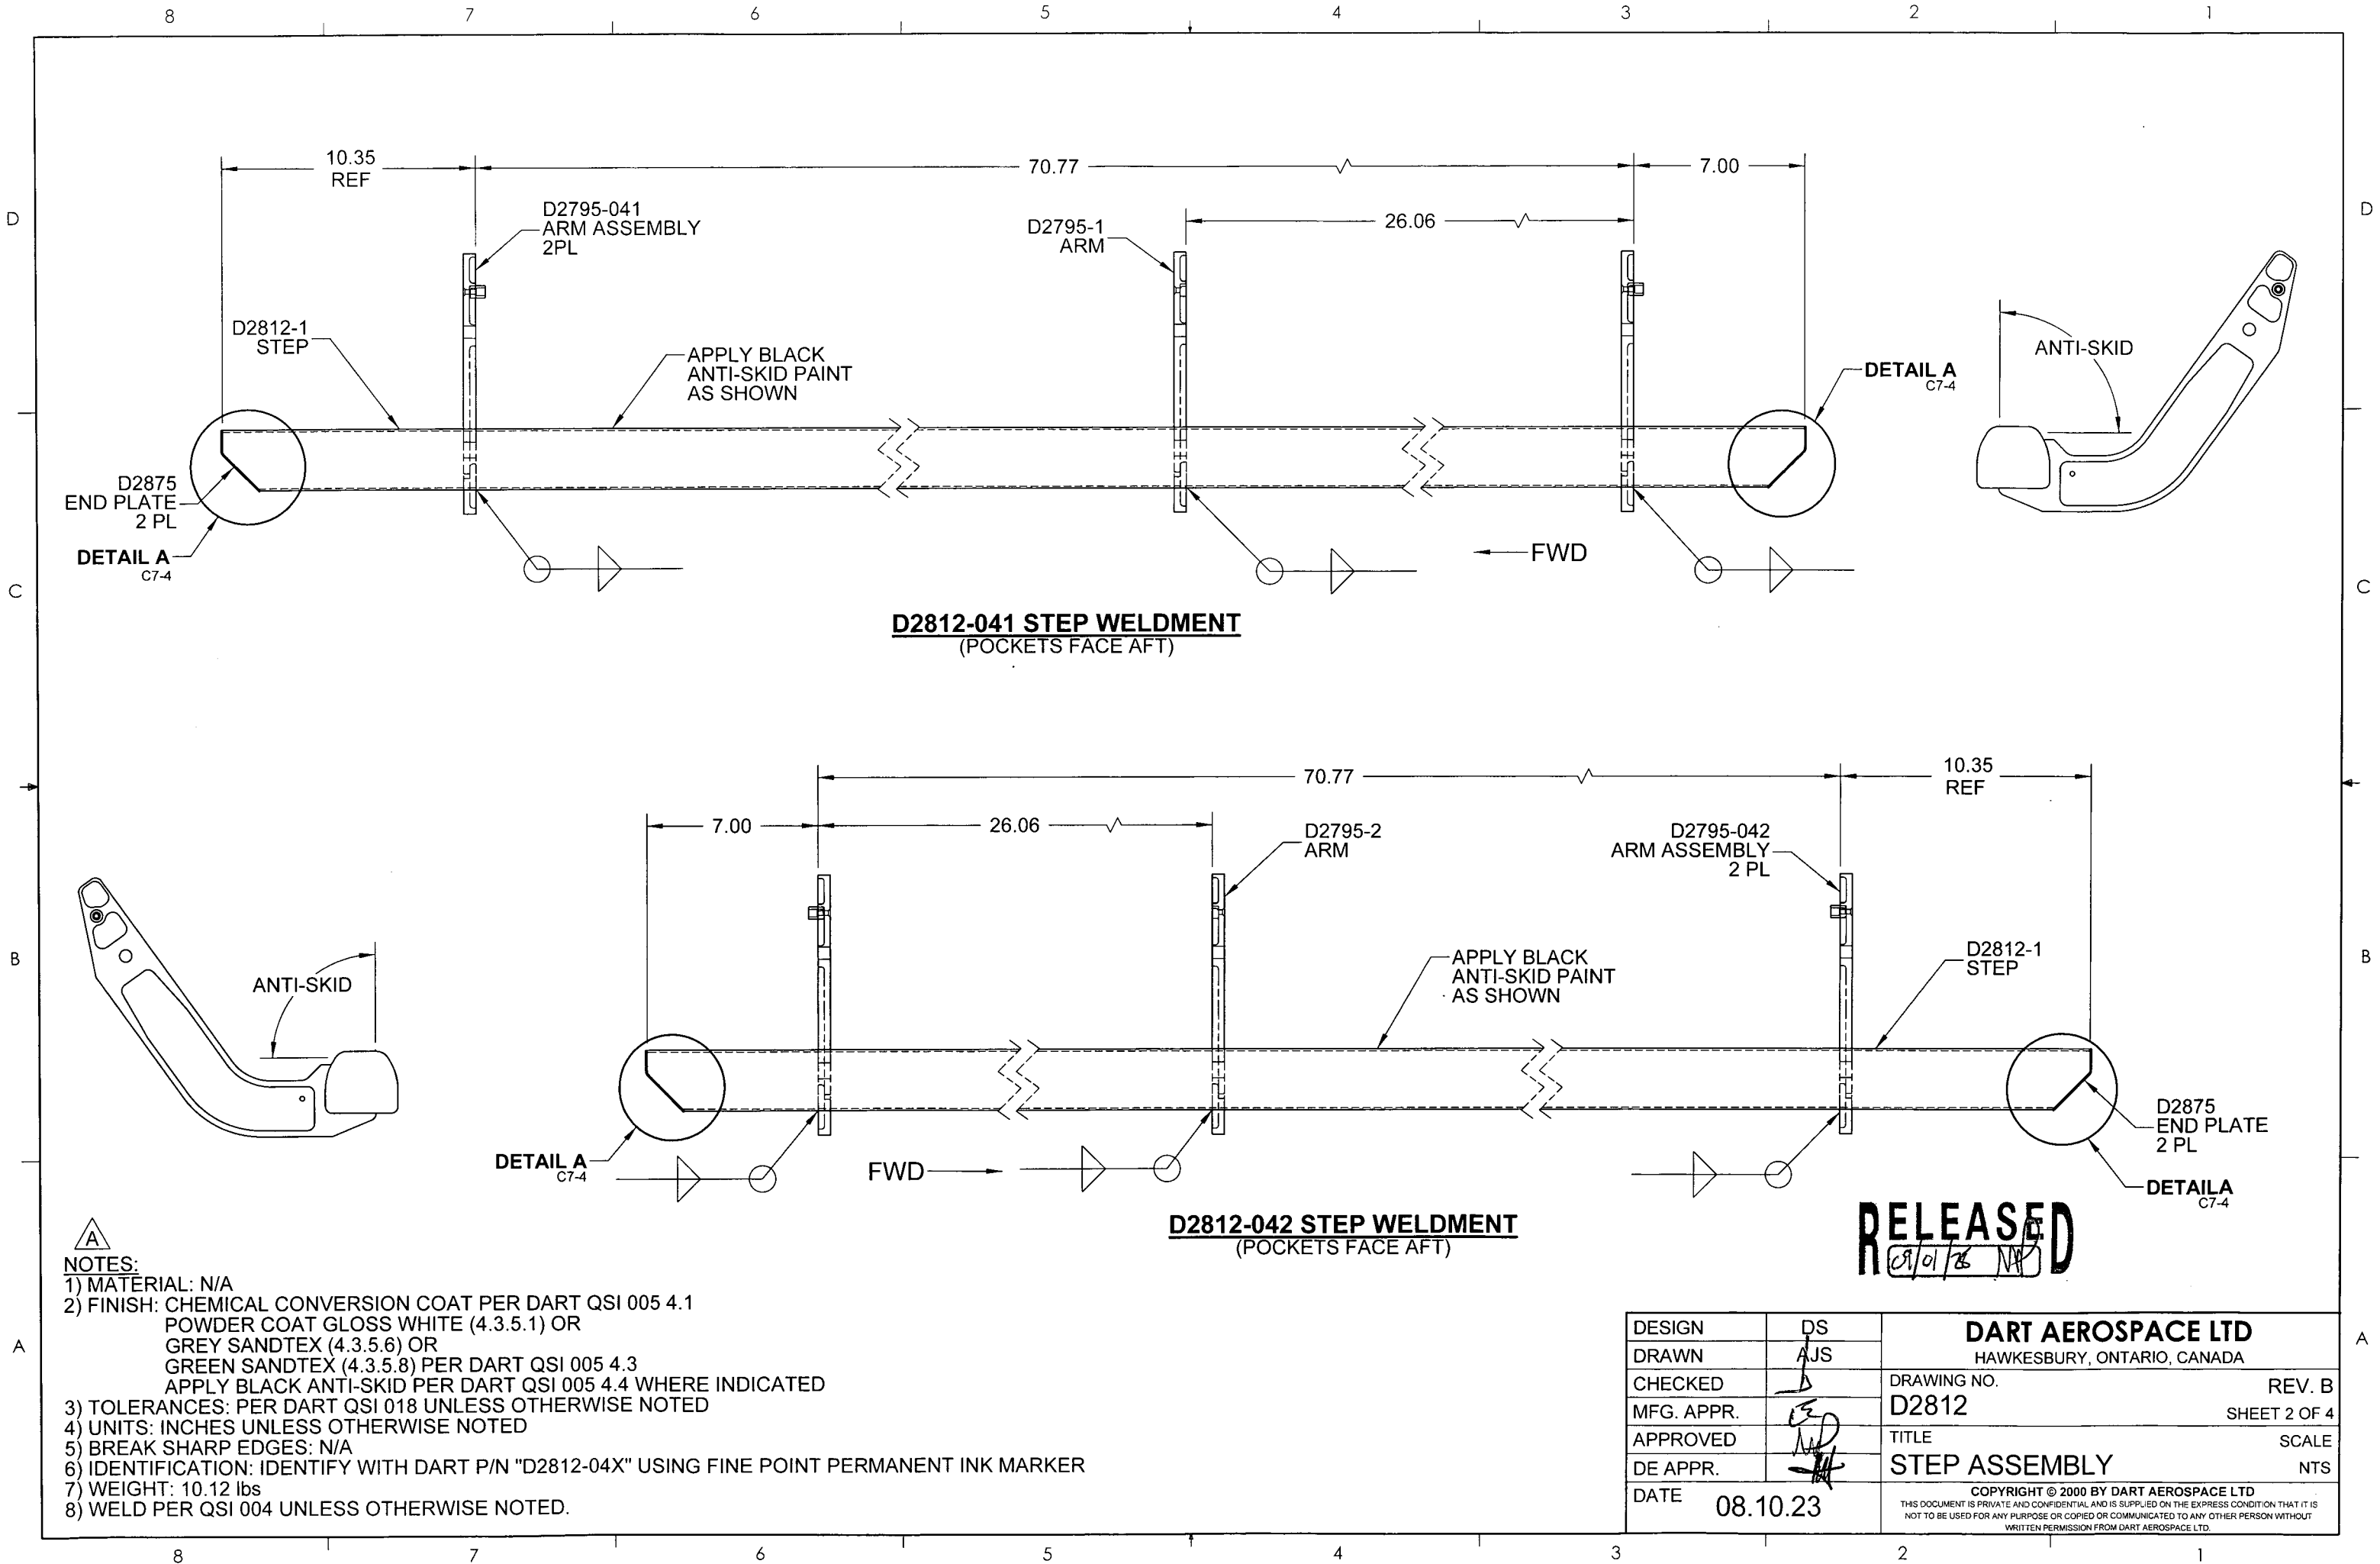 8 7 6 5 4 3 2 1
D
D
10.35
REF
70.77
7.00
D2795-041
ARM ASSEMBLY
2PL
D2795-1
ARM
26.06
D2812-1
STEP
APPLY BLACK
ANTI-SKID PAINT
AS SHOWN
ANTI-SKID
DETAIL A
C7-4
D2875
END PLATE
2 PL
DETAIL A
C7-4
FWD
C
C
D2812-041 STEP WELDMENT
(POCKETS FACE AFT)
70.77
10.35
REF
7.00
26.06
D2795-2
ARM
D2795-042
ARM ASSEMBLY
2 PL
B
B
ANTI-SKID
APPLY BLACK
ANTI-SKID PAINT
AS SHOWN
D2812-1
STEP
D2875
END PLATE
2 PL
DETAIL A
C7-4
FWD
DETAILA
C7-4
D2812-042 STEP WELDMENT
(POCKETS FACE AFT)
RELEASED
09/01/26
A
NOTES:
1) MATERIAL: N/A
2) FINISH: CHEMICAL CONVERSION COAT PER DART QSI 005 4.1
POWDER COAT GLOSS WHITE (4.3.5.1) OR
GREY SANDTEX (4.3.5.6) OR
GREEN SANDTEX (4.3.5.8) PER DART QSI 005 4.3
APPLY BLACK ANTI-SKID PER DART QSI 005 4.4 WHERE INDICATED
3) TOLERANCES: PER DART QSI 018 UNLESS OTHERWISE NOTED
4) UNITS: INCHES UNLESS OTHERWISE NOTED
5) BREAK SHARP EDGES: N/A
6) IDENTIFICATION: IDENTIFY WITH DART P/N "D2812-04X" USING FINE POINT PERMANENT INK MARKER
7) WEIGHT: 10.12 lbs
8) WELD PER QSI 004 UNLESS OTHERWISE NOTED.
A
A
DESIGN DS
DRAWN AJS
CHECKED
MFG. APPR.
APPROVED
DE APPR.
DATE 08.10.23
DART AEROSPACE LTD
HAWKESBURY, ONTARIO, CANADA
DRAWING NO. REV. B
D2812 SHEET 2 OF 4
TITLE SCALE
STEP ASSEMBLY NTS
COPYRIGHT © 2000 BY DART AEROSPACE LTD
THIS DOCUMENT IS PRIVATE AND CONFIDENTIAL AND IS SUPPLIED ON THE EXPRESS CONDITION THAT IT IS
NOT TO BE USED FOR ANY PURPOSE OR COPIED OR COMMUNICATED TO ANY OTHER PERSON WITHOUT
WRITTEN PERMISSION FROM DART AEROSPACE LTD.
8 7 6 5 4 3 2 1